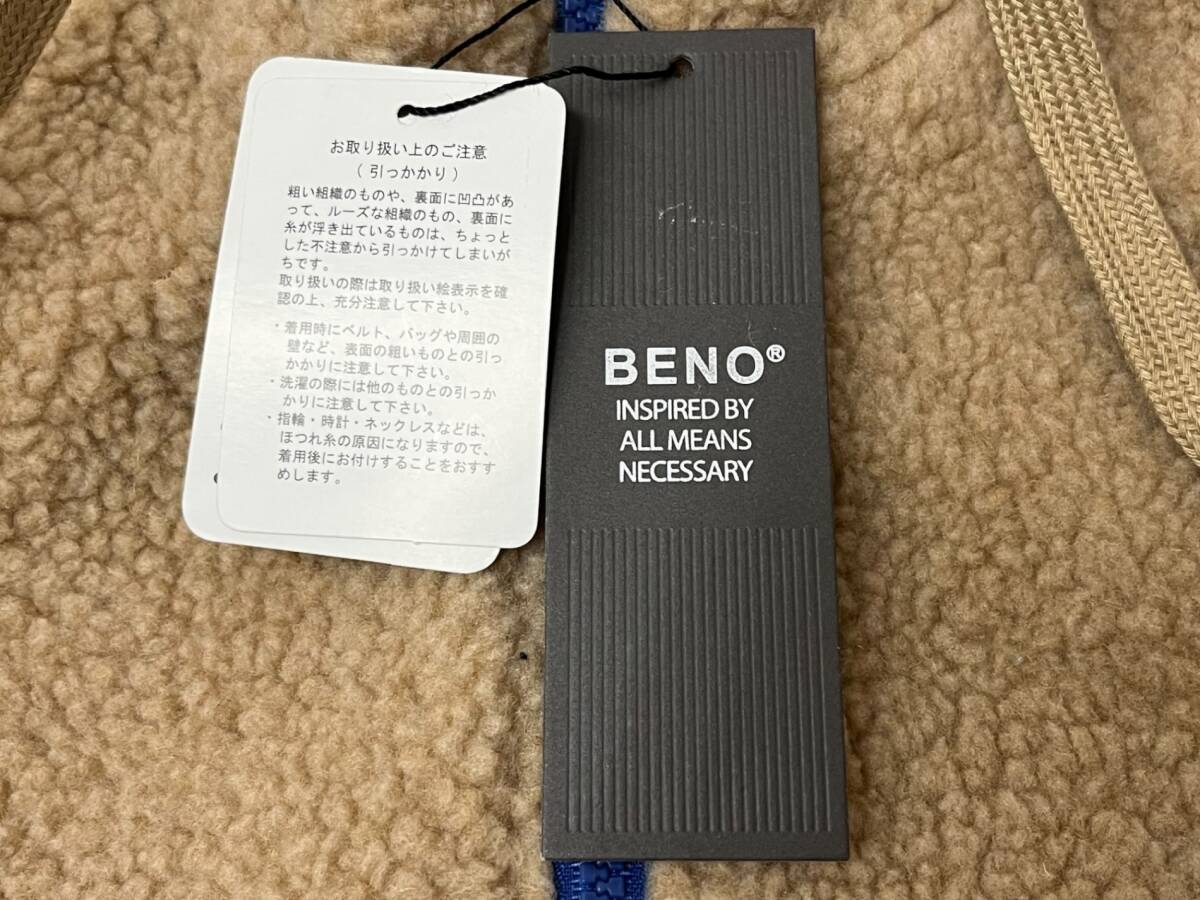 お取り扱い上のご注意
(引っかかり)
粗い組織のものや、裏面に凹凸があ
って、ルーズな組織のもの、裏面に
糸が浮き出ているものは、ちょっと
した不注意から引っかけてしまいが
ちです。
取り扱いの際は取り扱い絵表示を確
認の上、充分注意して下さい。
・着用時にベルト、バッグや周囲の
壁など、表面の粗いものとの引っ
かかりに注意して下さい。
・洗濯の際には他のものとの引っか
かりに注意して下さい。
・指輪・時計・ネックレスなどは、
ほつれ糸の原因になりますので、
着用後にお付けすることをおすす
めします。
BENO®
INSPIRED BY
ALL MEANS
NECESSARY